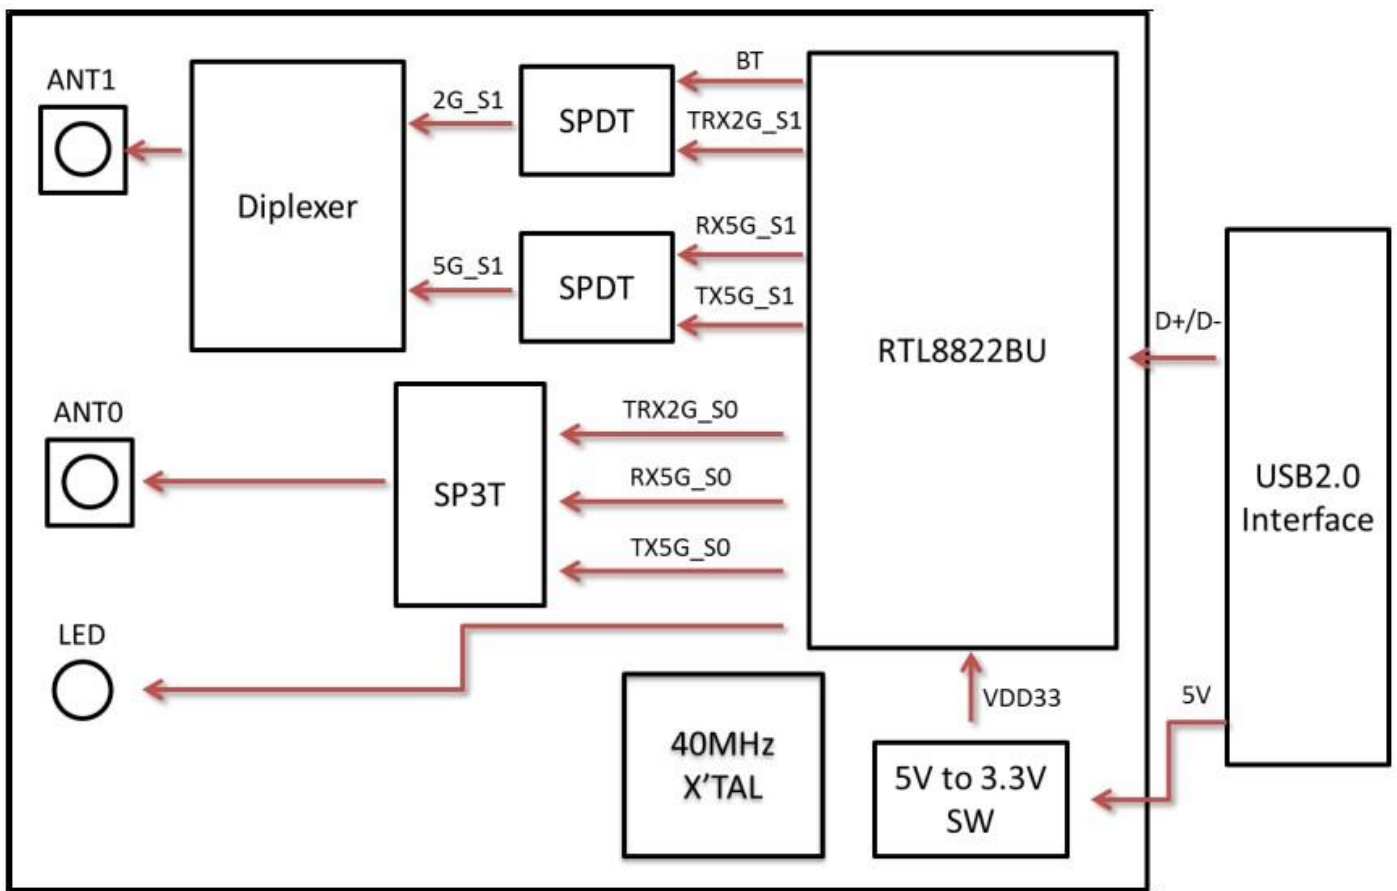 ANT1
BT
2G_S1
SPDT
TRX2G_S1
Diplexer
RX5G_S1
5G_S1
SPDT
TX5G_S1
RTL8822BU
D+/D-
ANT0
TRX2G_S0
RX5G_S0
SP3T
TX5G_S0
USB2.0
Interface
LED
VDD33
5V
40MHz
X'TAL
5V to 3.3V
SW